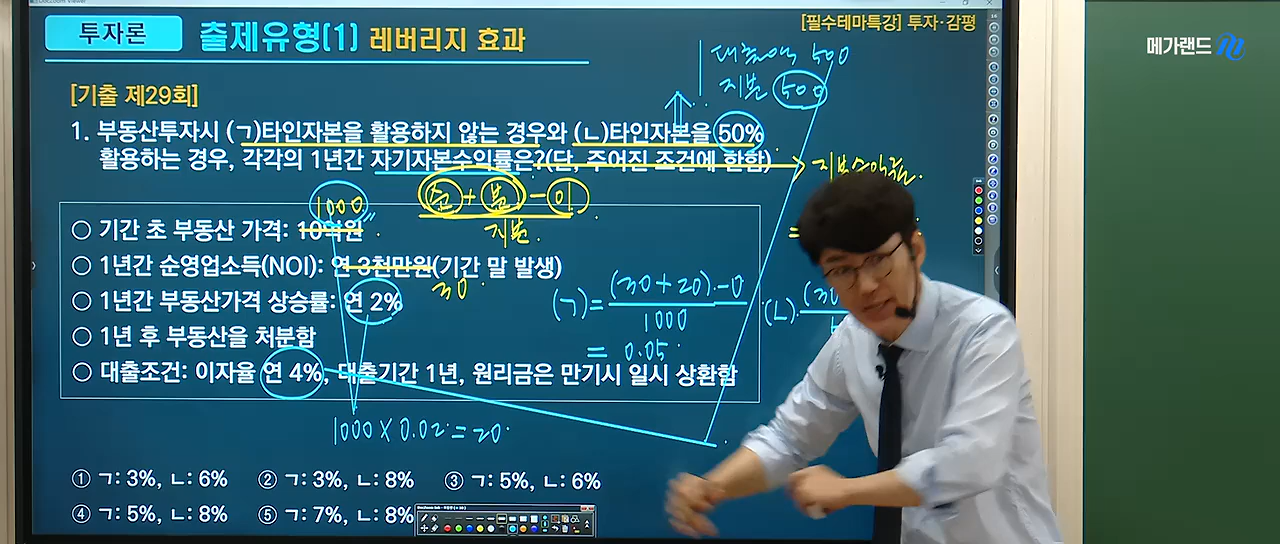 [필수테마특강] 투자·감평
투자론 출제유형(1) 레버리지 효과
메가랜드
대출액 500
지분 500
[기출 제29회]
1. 부동산투자시 (ㄱ)타인자본을 활용하지 않는 경우와 (ㄴ)타인자본을 50%
활용하는 경우, 각각의 1년간 자기자본수익률은?(단, 주어진 조건에 한함)
지분수익률
순 + 봉 - 이
지분
1000
○ 기간 초 부동산 가격: 10억원
○ 1년간 순영업소득(NOI): 연 3천만원(기간 말 발생)
30
○ 1년간 부동산가격 상승률: 연 2%
○ 1년 후 부동산을 처분함
○ 대출조건: 이자율 연 4%, 대출기간 1년, 원리금은 만기시 일시 상환함
(ㄱ) = (30+20)-0
1000
= 0.05
(ㄴ) (30
1000 X 0.02 = 20
① ㄱ: 3%, ㄴ: 6% ② ㄱ: 3%, ㄴ: 8% ③ ㄱ: 5%, ㄴ: 6%
④ ㄱ: 5%, ㄴ: 8% ⑤ ㄱ: 7%, ㄴ: 8%